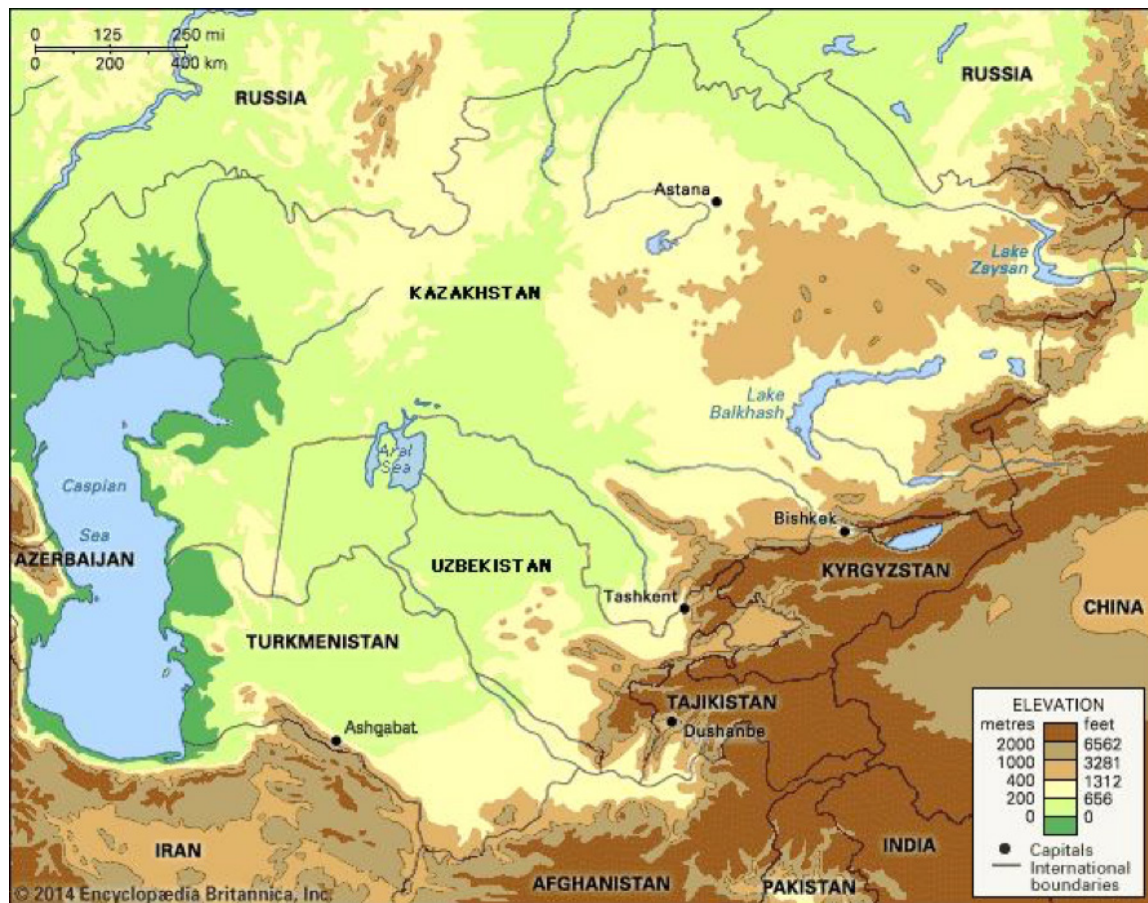 0 125 250 mi
0 200 400 km
RUSSIA
RUSSIA
Astana
Lake
Zaysan
KAZAKHSTAN
Lake
Balkhash
Aral
Sea
Caspian
Sea
Bishkek
AZERBAIJAN
UZBEKISTAN
KYRGYZSTAN
Tashkent
CHINA
TURKMENISTAN
TAJIKISTAN
Ashgabat
Dushanbe
ELEVATION
metres feet
2000 6562
1000 3281
400 1312
200 656
0 0
Capitals
International
boundaries
IRAN
INDIA
AFGHANISTAN
PAKISTAN
© 2014 Encyclopædia Britannica, Inc.